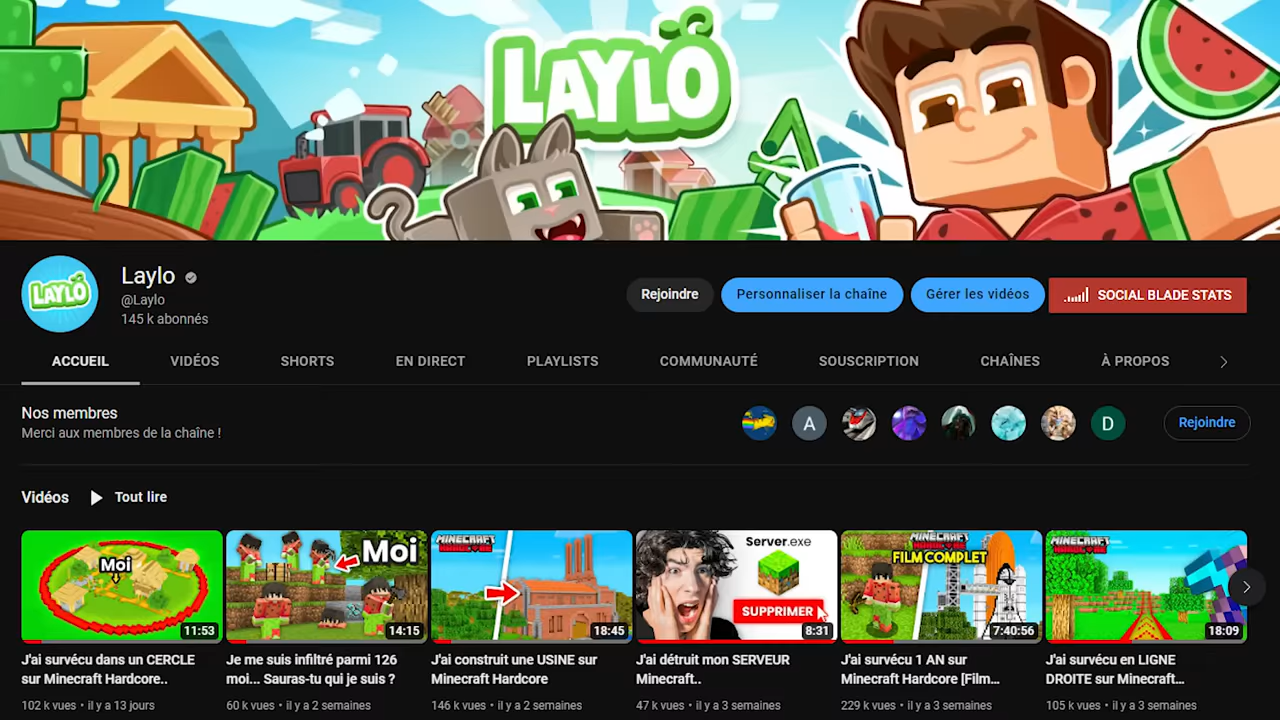 LAYLO
LAYLO
Laylo
@Laylo
145 k abonnés
Rejoindre
Personnaliser la chaîne
Gérer les vidéos
SOCIAL BLADE STATS
ACCUEIL
VIDÉOS
SHORTS
EN DIRECT
PLAYLISTS
COMMUNAUTÉ
SOUSCRIPTION
CHAÎNES
À PROPOS
Nos membres
Merci aux membres de la chaîne !
A
D
Rejoindre
Vidéos
Tout lire
Moi
11:53
Moi
14:15
MINECRAFT
HARDCORE
18:45
Server.exe
SUPPRIMER
8:31
MINECRAFT
HARDCORE
FILM COMPLET
7:40:56
MINECRAFT
HARDCORE
18:09
J'ai survécu dans un CERCLE
sur Minecraft Hardcore..
102 k vues • il y a 13 jours
Je me suis infiltré parmi 126
moi... Sauras-tu qui je suis ?
60 k vues • il y a 2 semaines
J'ai construit une USINE sur
Minecraft Hardcore
146 k vues • il y a 2 semaines
J'ai détruit mon SERVEUR
Minecraft..
47 k vues • il y a 3 semaines
J'ai survécu 1 AN sur
Minecraft Hardcore [Film...
229 k vues • il y a 3 semaines
J'ai survécu en LIGNE
DROITE sur Minecraft...
105 k vues • il y a 3 semaines